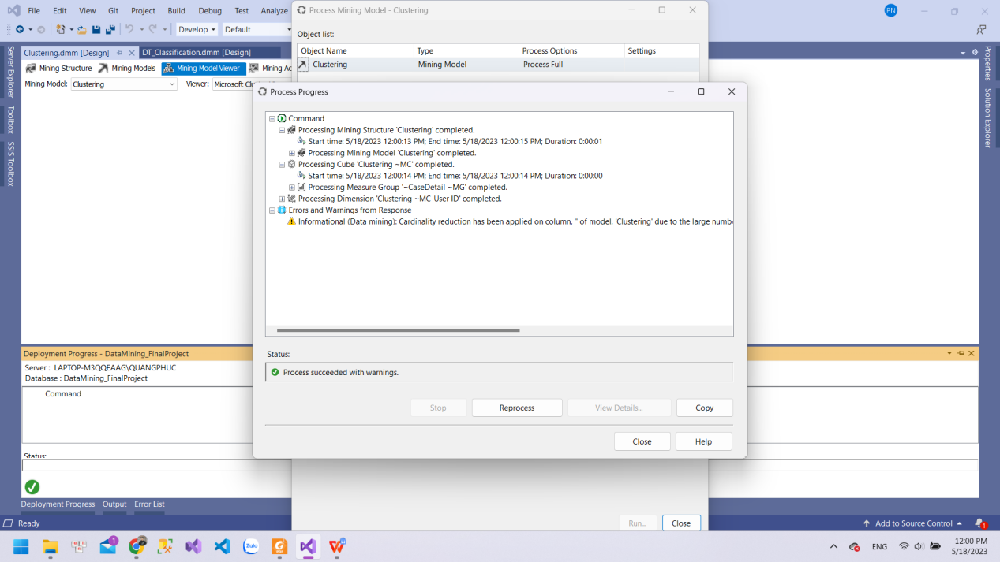 File Edit View Git Project Build Debug Test Analyze
Process Mining Model - Clustering
PN
Develop Default
Object list:
Server Explorer
Toolbox
SSIS Toolbox
Clustering.dmm [Design] DT_Classification.dmm [Design]
Mining Structure Mining Models Mining Model Viewer Mining Ac
Mining Model: Clustering Viewer: Microsoft Clu
Object Name Type Process Options Settings
Clustering Mining Model Process Full
Properties
Solution Explorer
Process Progress
Command
Processing Mining Structure 'Clustering' completed.
Start time: 5/18/2023 12:00:13 PM; End time: 5/18/2023 12:00:15 PM; Duration: 0:00:01
Processing Mining Model 'Clustering' completed.
Processing Cube 'Clustering ~MC' completed.
Start time: 5/18/2023 12:00:14 PM; End time: 5/18/2023 12:00:14 PM; Duration: 0:00:00
Processing Measure Group '~CaseDetail ~MG' completed.
Processing Dimension 'Clustering ~MC-User ID' completed.
Errors and Warnings from Response
Informational (Data mining): Cardinality reduction has been applied on column, '' of model, 'Clustering' due to the large numbe
Status:
Process succeeded with warnings.
Stop Reprocess View Details... Copy
Close Help
Deployment Progress - DataMining_FinalProject
Server : LAPTOP-M3QQEAAG\QUANGPHUC
Database : DataMining_FinalProject
Command
Status:
Deployment Progress Output Error List
Run... Close
Ready
Add to Source Control 1
1
Zalo
ENG
12:00 PM
5/18/2023